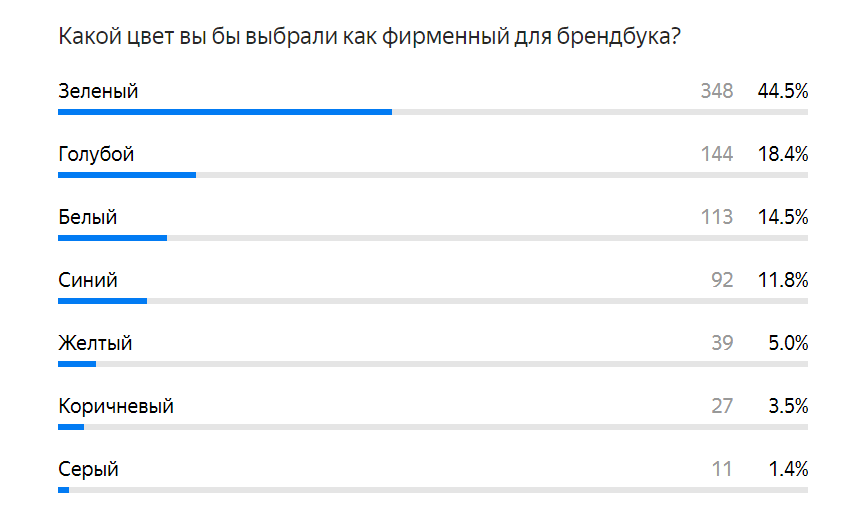 Какой цвет вы бы выбрали как фирменный для брендбука?
Зеленый 348 44.5%
Голубой 144 18.4%
Белый 113 14.5%
Синий 92 11.8%
Желтый 39 5.0%
Коричневый 27 3.5%
Серый 11 1.4%